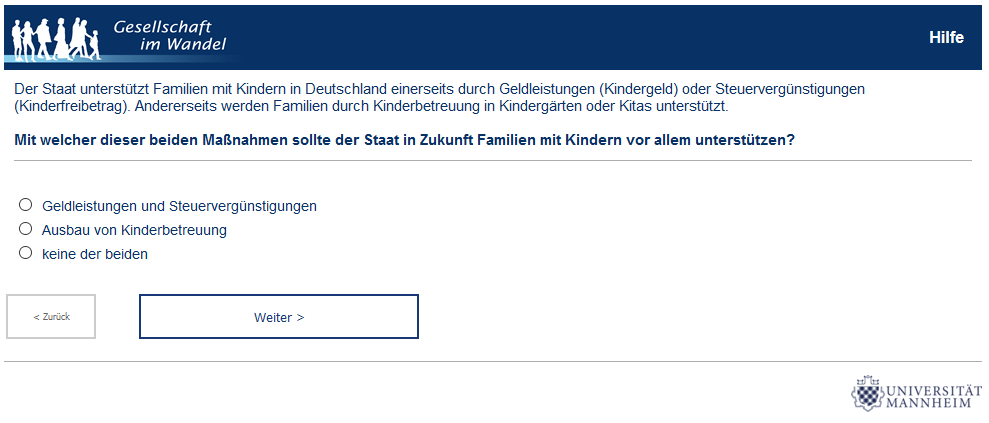 Gesellschaft
im Wandel
Hilfe
Der Staat unterstützt Familien mit Kindern in Deutschland einerseits durch Geldleistungen (Kindergeld) oder Steuervergünstigungen
(Kinderfreibetrag). Andererseits werden Familien durch Kinderbetreuung in Kindergärten oder Kitas unterstützt.
Mit welcher dieser beiden Maßnahmen sollte der Staat in Zukunft Familien mit Kindern vor allem unterstützen?
Geldleistungen und Steuervergünstigungen
Ausbau von Kinderbetreuung
keine der beiden
< Zurück
Weiter >
UNIVERSITÄT
MANNHEIM